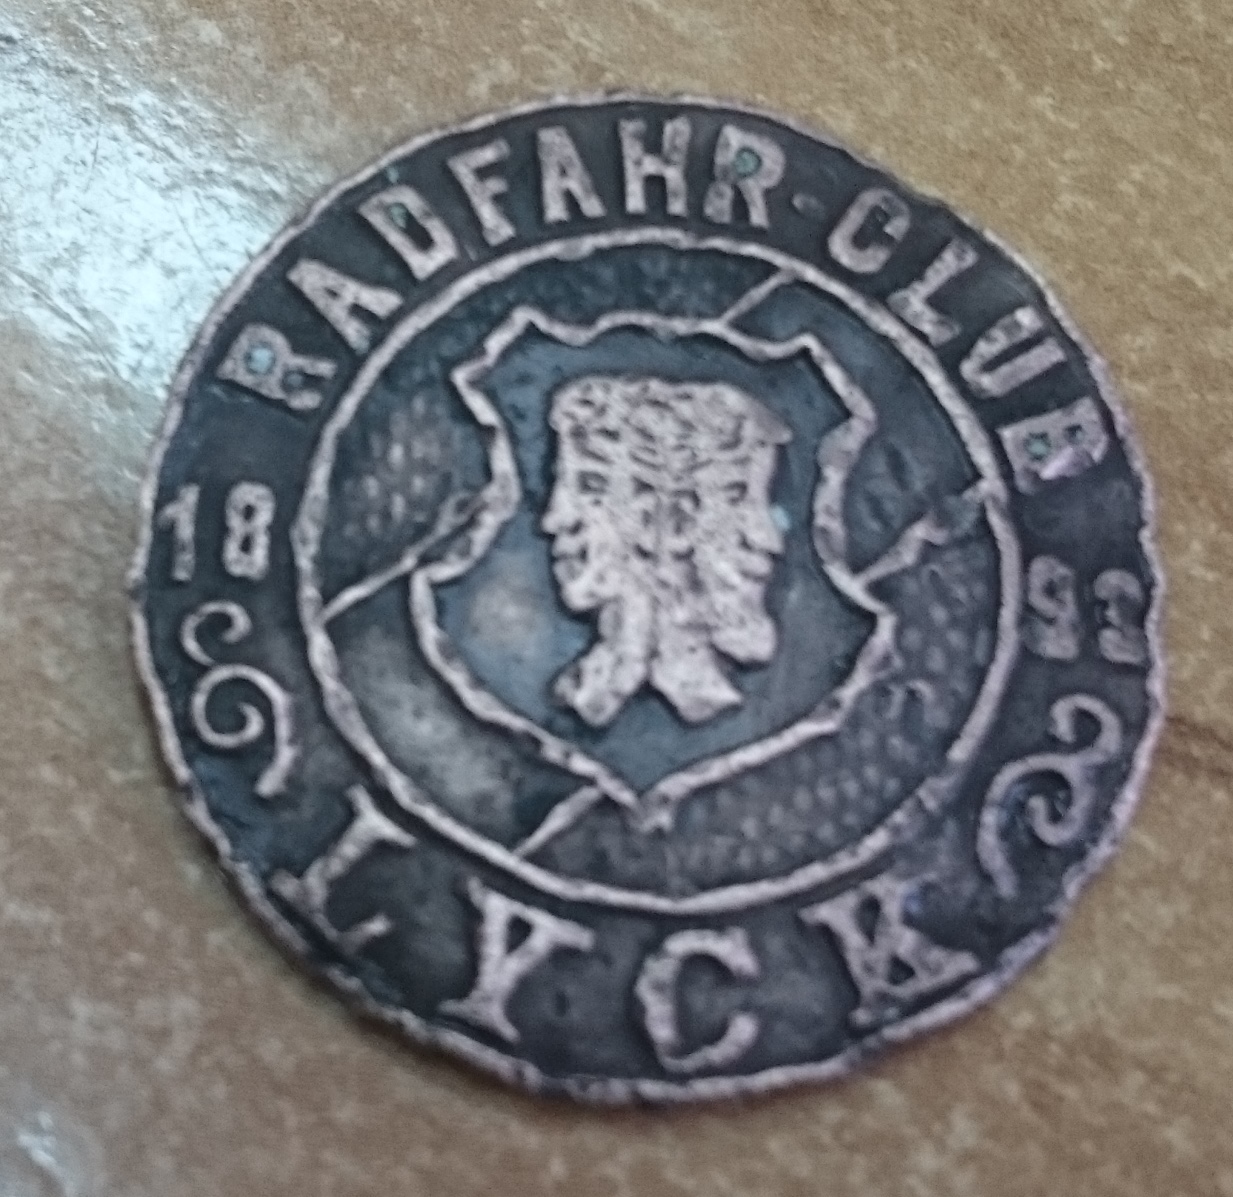 RADFAHR-CLUB
18 93
LYCK